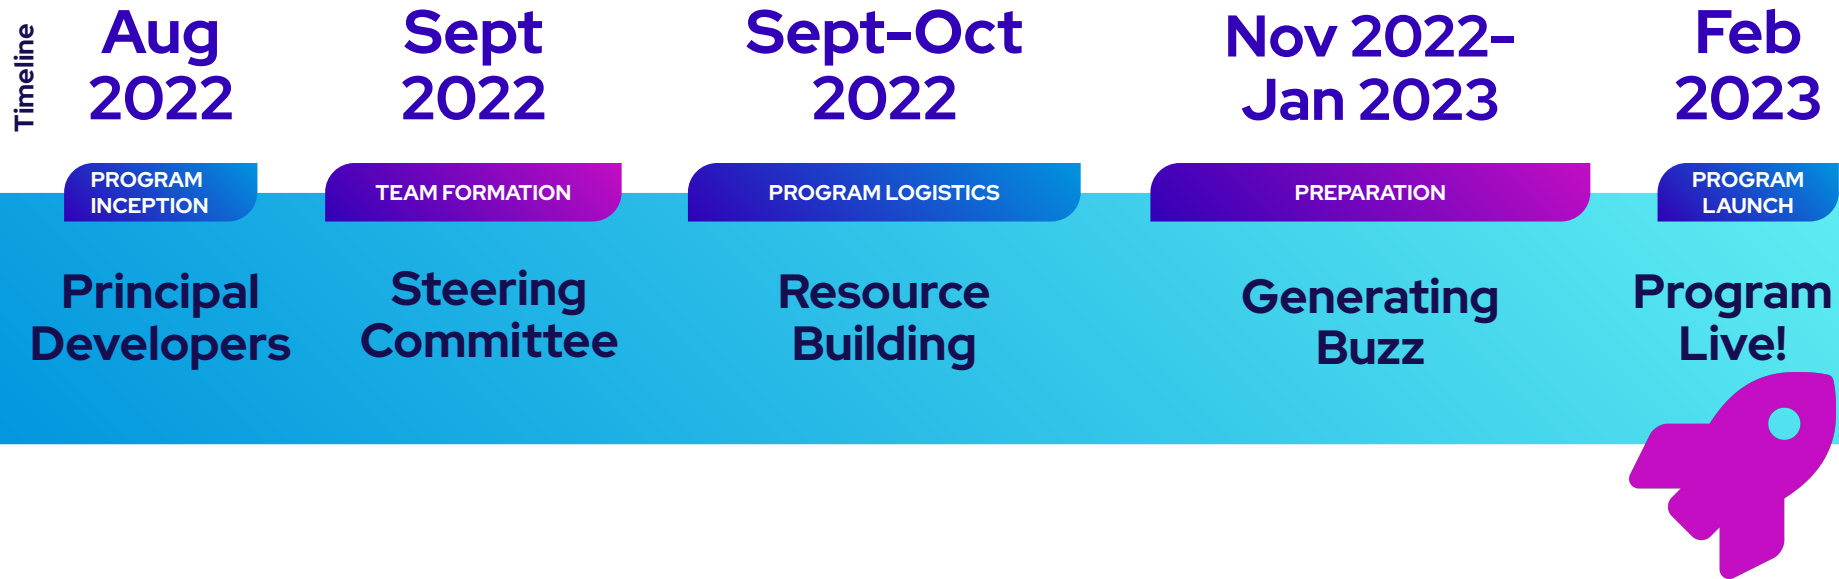 Timeline
Aug
2022
Sept
2022
Sept-Oct
2022
Nov 2022-
Jan 2023
Feb
2023
PROGRAM
INCEPTION
TEAM FORMATION
PROGRAM LOGISTICS
PREPARATION
PROGRAM
LAUNCH
Principal
Developers
Steering
Committee
Resource
Building
Generating
Buzz
Program
Live!